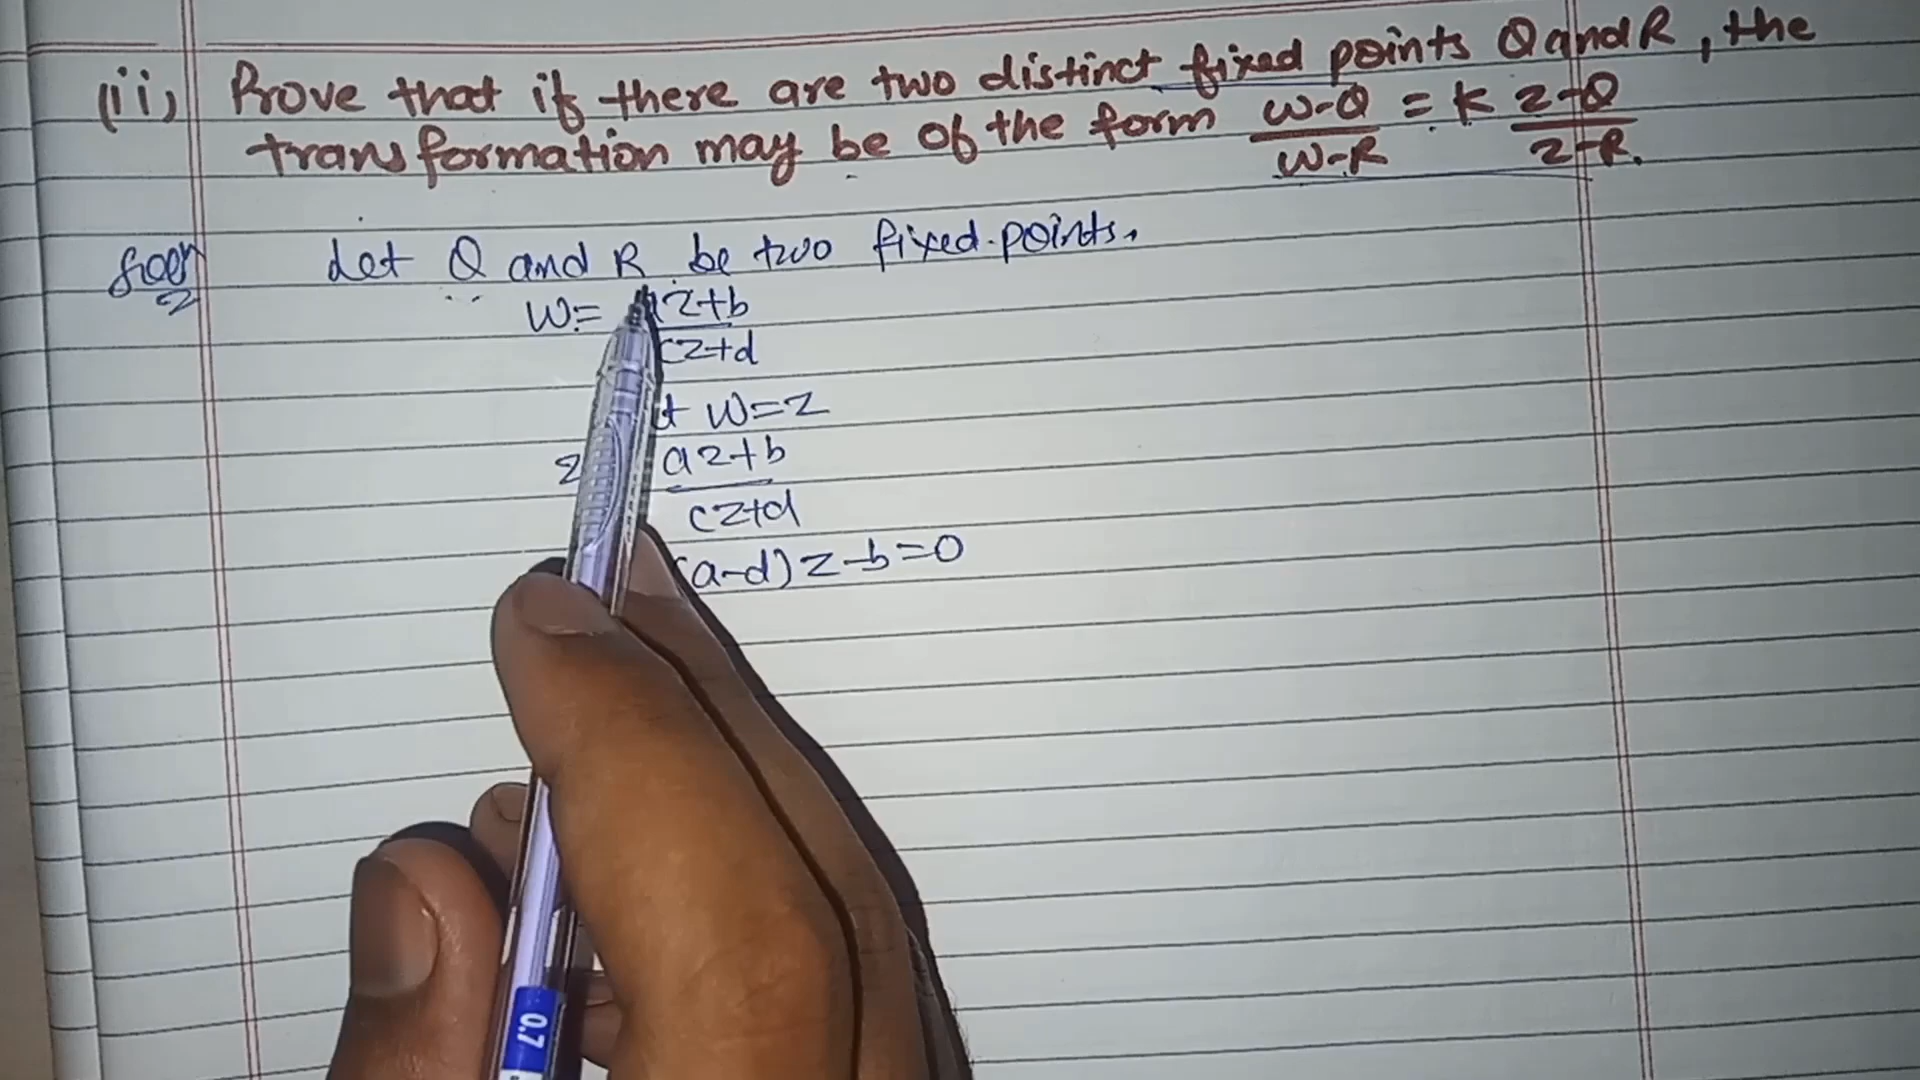 (ii) Prove that if there are two distinct fixed points Q and R, the
transformation may be of the form w-Q/w-R = k z-Q/z-R.
Let Q and R be two fixed points.
w = az+b
cz+d
w=z
z az+b
cz+d
(a-d)z-b=0
0.7